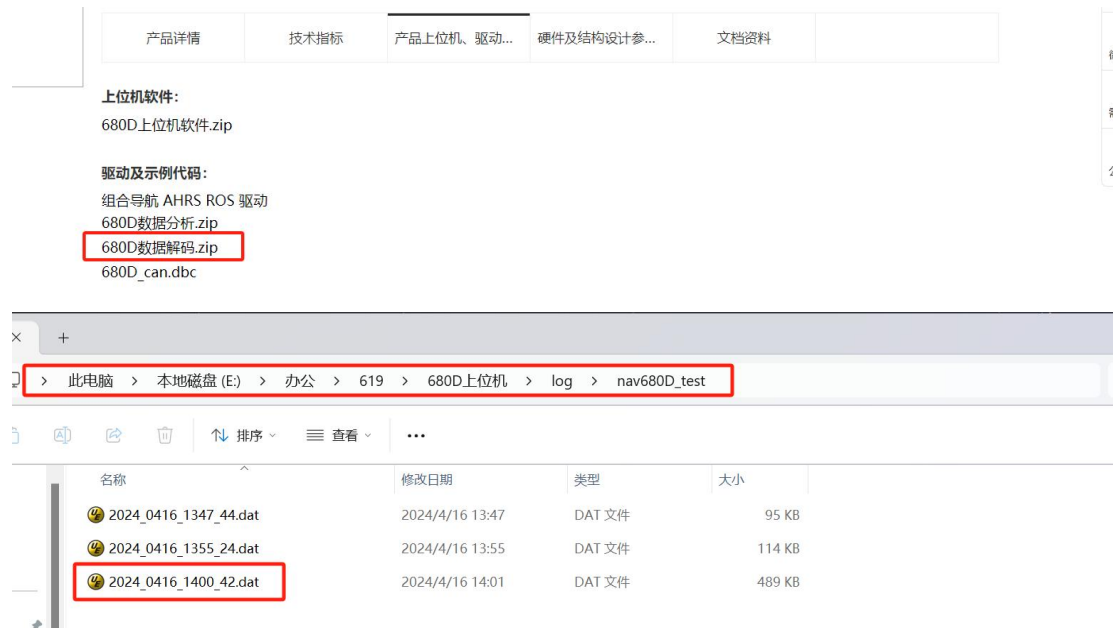 产品详情 技术指标 产品上位机、驱动... 硬件及结构设计参... 文档资料
上位机软件：
680D上位机软件.zip
驱动及示例代码：
组合导航 AHRS ROS 驱动
680D数据分析.zip
680D数据解码.zip
680D_can.dbc
> 此电脑 > 本地磁盘 (E:) > 办公 > 619 > 680D上位机 > log > nav680D_test
排序 查看 ...
名称 修改日期 类型 大小
2024_0416_1347_44.dat 2024/4/16 13:47 DAT 文件 95 KB
2024_0416_1355_24.dat 2024/4/16 13:55 DAT 文件 114 KB
2024_0416_1400_42.dat 2024/4/16 14:01 DAT 文件 489 KB